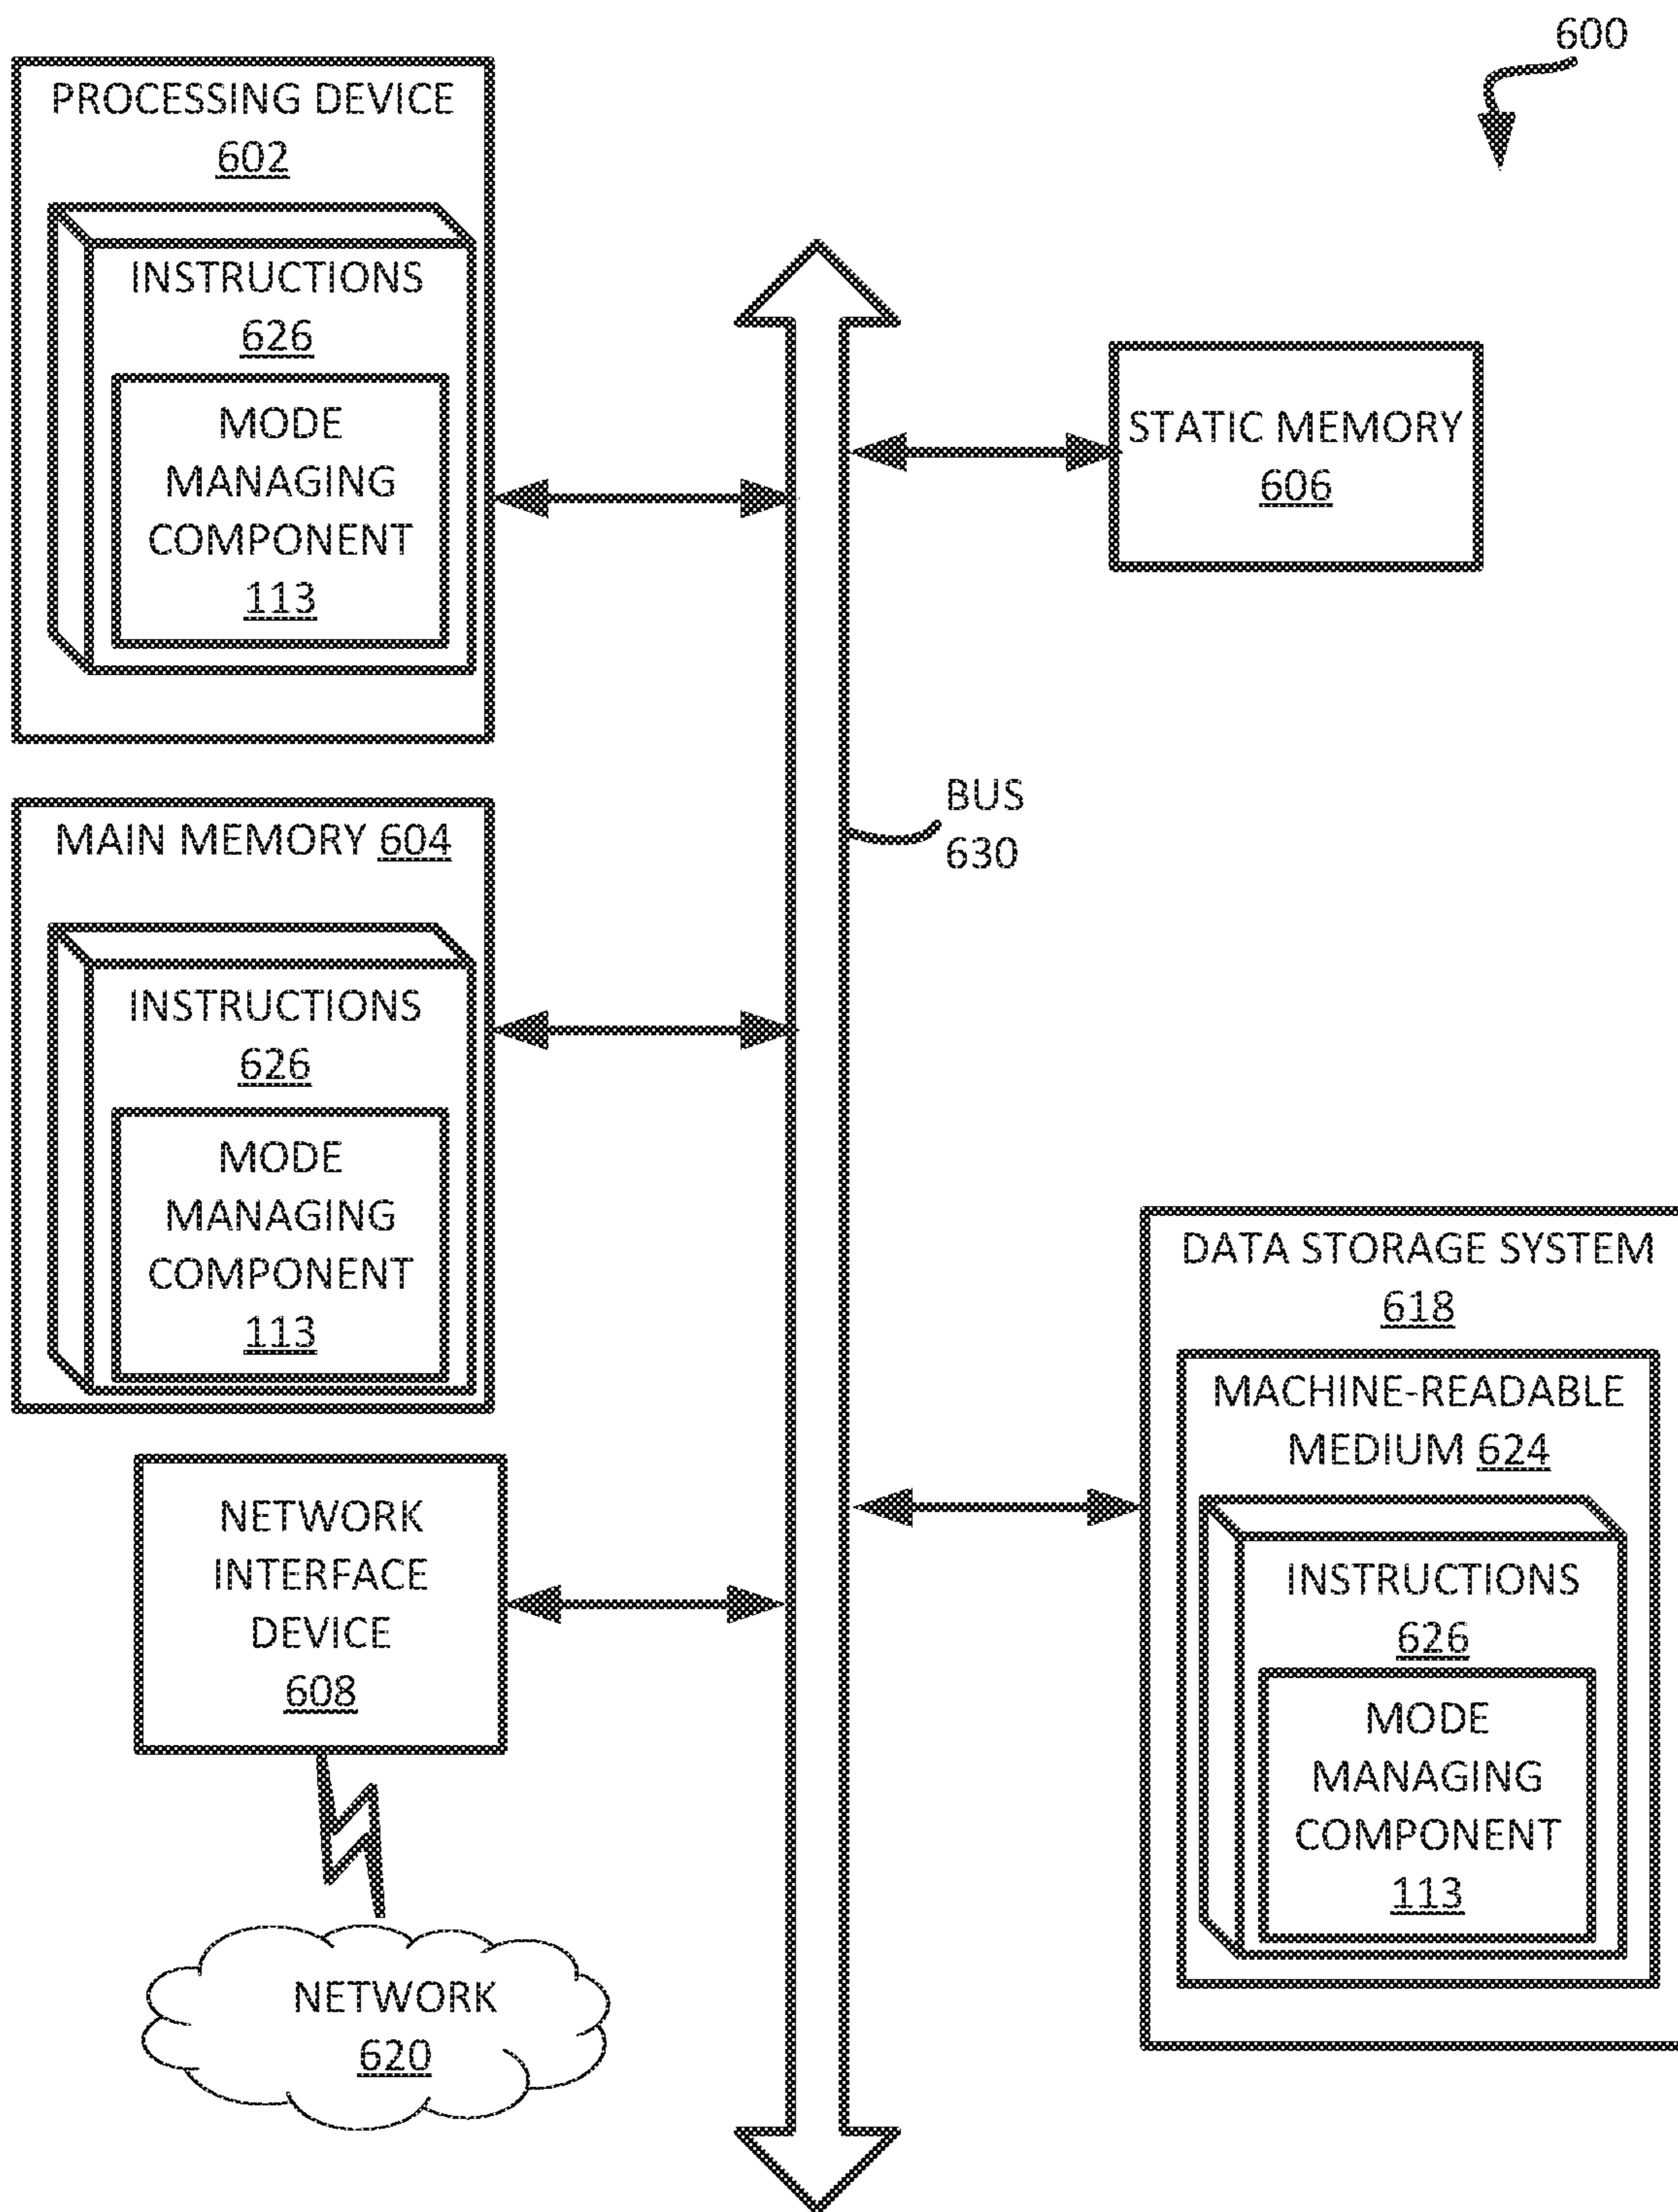 600
PROCESSING DEVICE
602
INSTRUCTIONS
626
MODE
MANAGING
COMPONENT
113
STATIC MEMORY
606
BUS
630
MAIN MEMORY 604
INSTRUCTIONS
626
MODE
MANAGING
COMPONENT
113
DATA STORAGE SYSTEM
618
MACHINE-READABLE
MEDIUM 624
INSTRUCTIONS
626
MODE
MANAGING
COMPONENT
113
NETWORK
INTERFACE
DEVICE
608
NETWORK
620